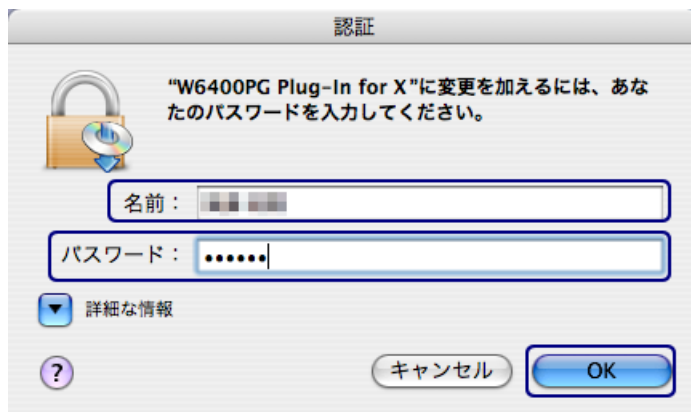 認証
“W6400PG Plug-In for X”に変更を加えるには、あな
たのパスワードを入力してください。
名前：
パスワード： ••••••
詳細な情報
?
キャンセル
OK